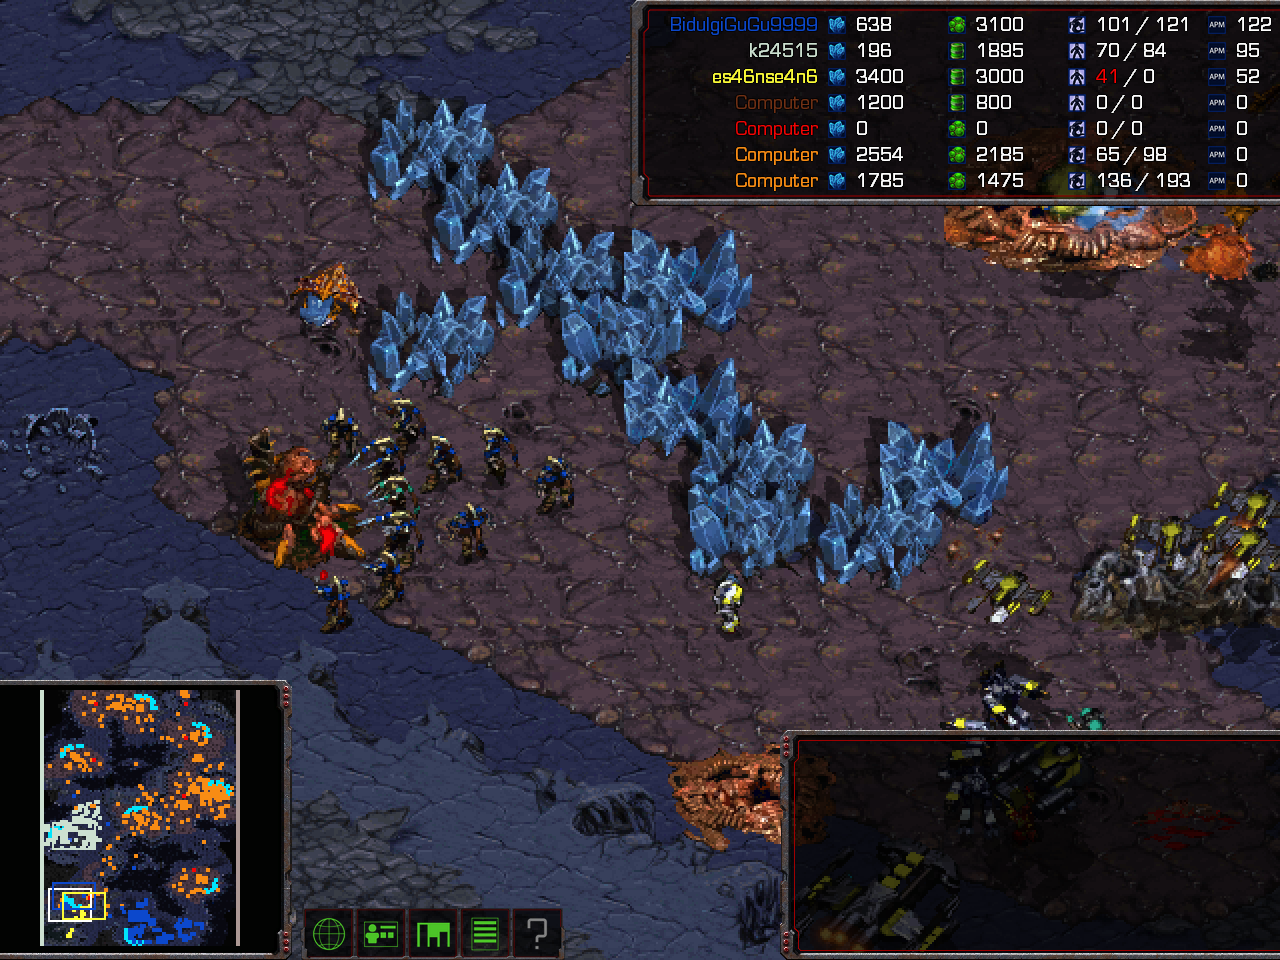 BidulgiGuGu9999 638 3100 101 / 121 APM 122
k24515 196 1895 70 / 84 APM 95
es46nse4n6 3400 3000 41 / 0 APM 52
Computer 1200 800 0 / 0 APM 0
Computer 0 0 0 / 0 APM 0
Computer 2554 2185 65 / 98 APM 0
Computer 1785 1475 136 / 193 APM 0
?